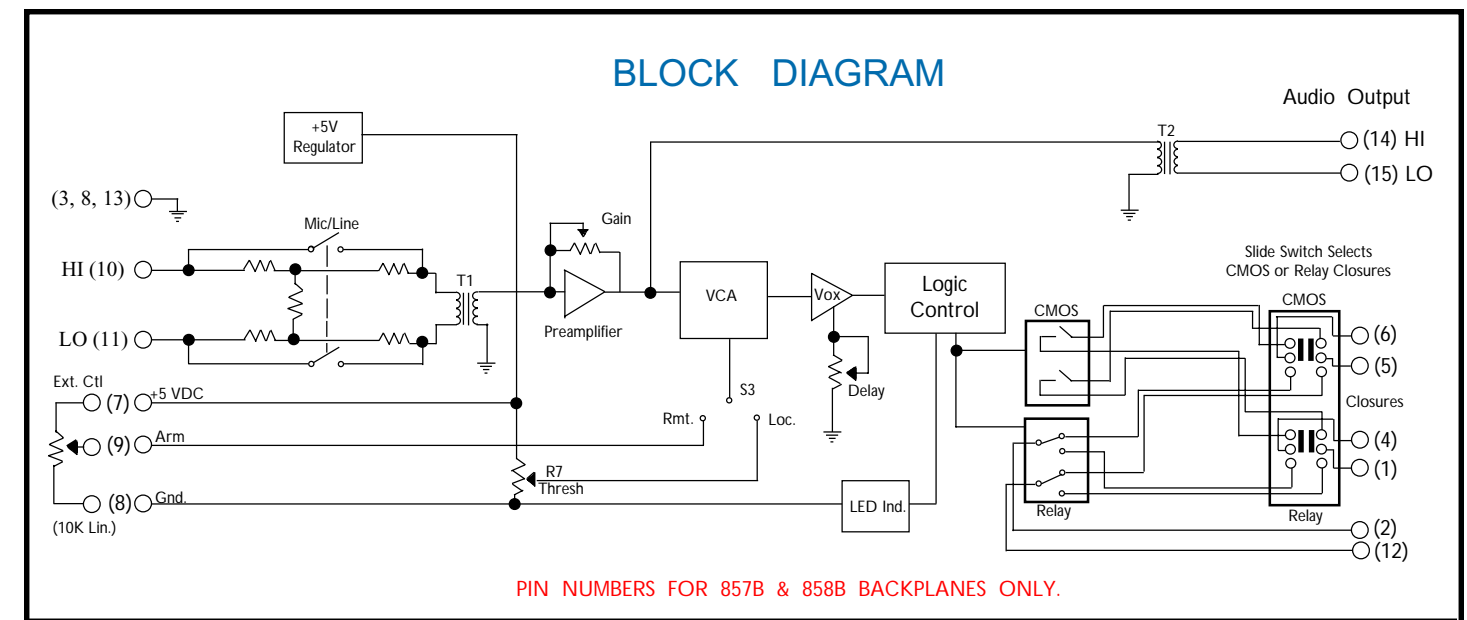 BLOCK DIAGRAM
Audio Output
+5V
Regulator
T2
(14) HI
(15) LO
(3, 8, 13)
Mic/Line
Gain
HI (10)
T1
Preamplifier
VCA
Vox
Logic
Control
Slide Switch Selects
CMOS or Relay Closures
CMOS
CMOS
(6)
(5)
LO (11)
Ext. Ctl
(7)
+5 VDC
S3
Delay
Closures
Rmt.
Loc.
(9)
Arm
(4)
(1)
R7
Thresh
(8)
Gnd.
LED Ind.
Relay
Relay
(10K Lin.)
(2)
(12)
PIN NUMBERS FOR 857B & 858B BACKPLANES ONLY.